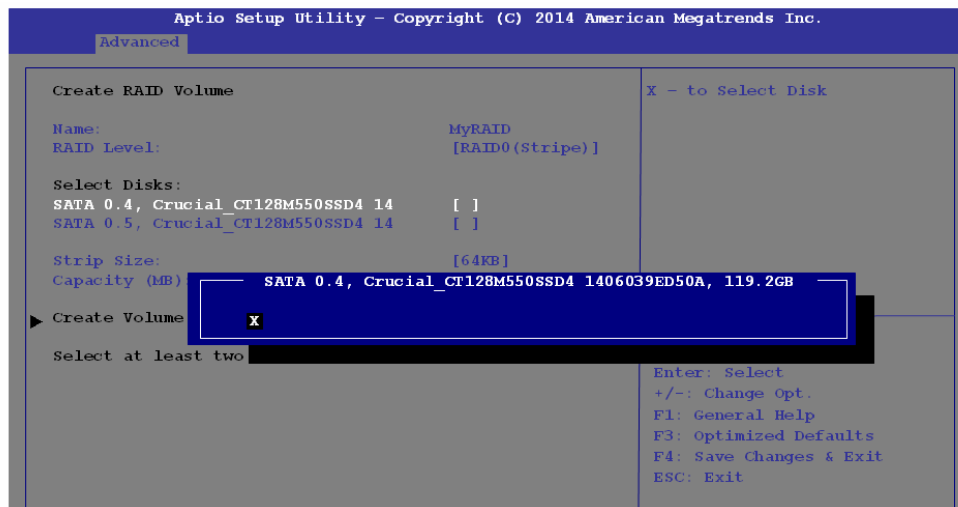 Aptio Setup Utility – Copyright (C) 2014 American Megatrends Inc.
Advanced
Create RAID Volume
X – to Select Disk
Name: MyRAID
RAID Level: [RAID0(Stripe)]
Select Disks:
SATA 0.4, Crucial_CT128M550SSD4 14 [ ]
SATA 0.5, Crucial_CT128M550SSD4 14 [ ]
Strip Size: [64KB]
Capacity (MB)
SATA 0.4, Crucial_CT128M550SSD4 1406039ED50A, 119.2GB
X
Create Volume
Select at least two
Enter: Select
+/-: Change Opt.
F1: General Help
F3: Optimized Defaults
F4: Save Changes & Exit
ESC: Exit